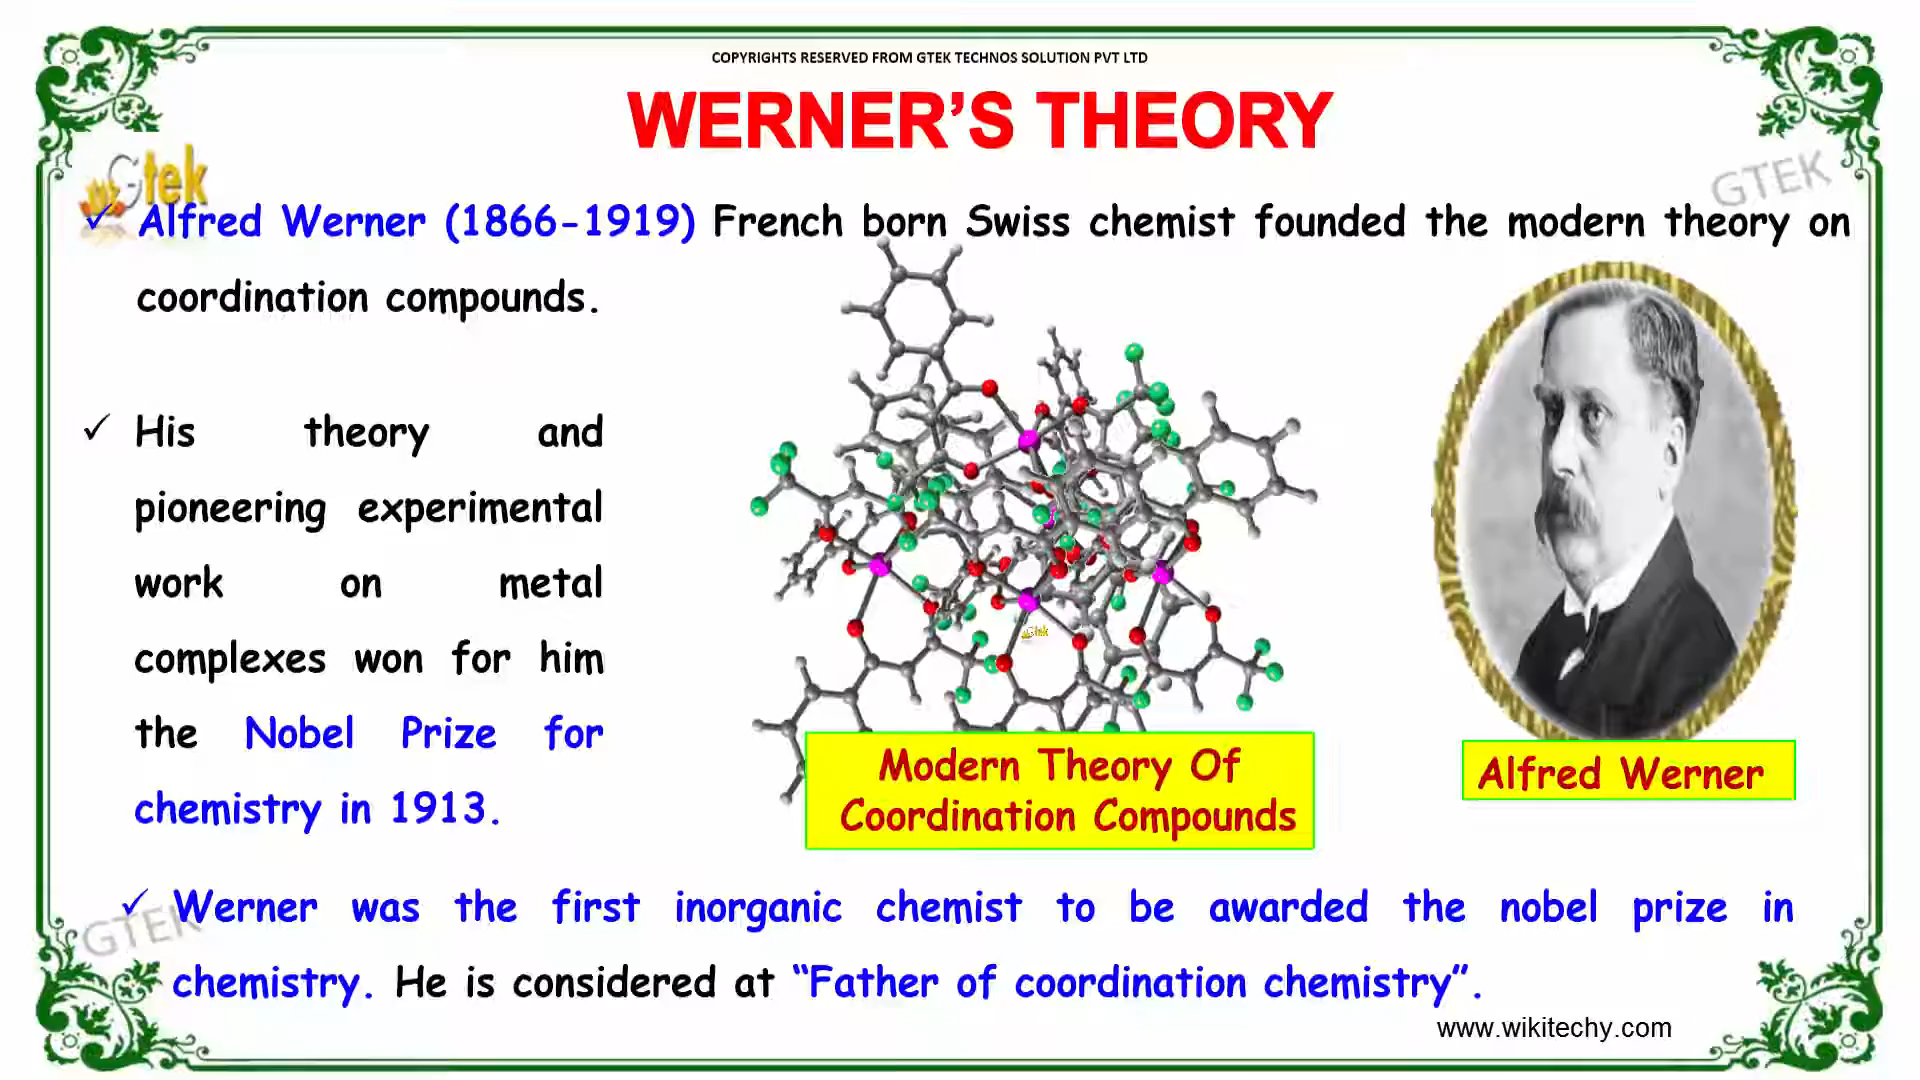 COPYRIGHTS RESERVED FROM GTEK TECHNOS SOLUTION PVT LTD
WERNER'S THEORY
Gtek
GTEK
✓ Alfred Werner (1866-1919) French born Swiss chemist founded the modern theory on
coordination compounds.
✓ His theory and
pioneering experimental
work on metal
complexes won for him
the Nobel Prize for
chemistry in 1913.
Gtek
Modern Theory Of
Coordination Compounds
Alfred Werner
GTEK
✓ Werner was the first inorganic chemist to be awarded the nobel prize in
chemistry. He is considered at “Father of coordination chemistry”.
www.wikitechy.com